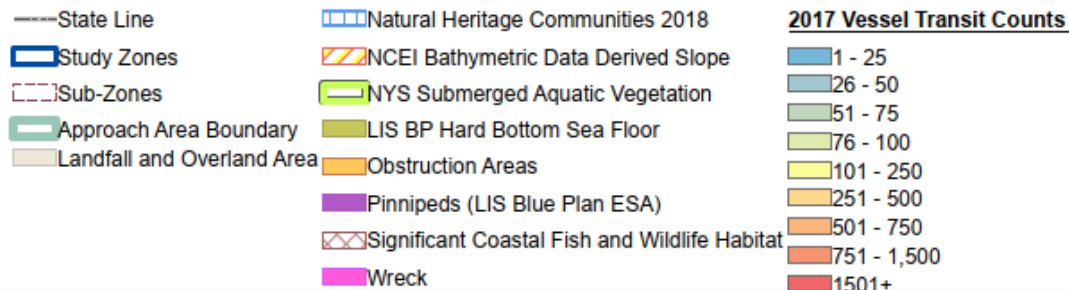 State Line
Study Zones
Sub-Zones
Approach Area Boundary
Landfall and Overland Area
Natural Heritage Communities 2018
NCEI Bathymetric Data Derived Slope
NYS Submerged Aquatic Vegetation
LIS BP Hard Bottom Sea Floor
Obstruction Areas
Pinnipeds (LIS Blue Plan ESA)
Significant Coastal Fish and Wildlife Habitat
Wreck
2017 Vessel Transit Counts
1 - 25
26 - 50
51 - 75
76 - 100
101 - 250
251 - 500
501 - 750
751 - 1,500
1501+